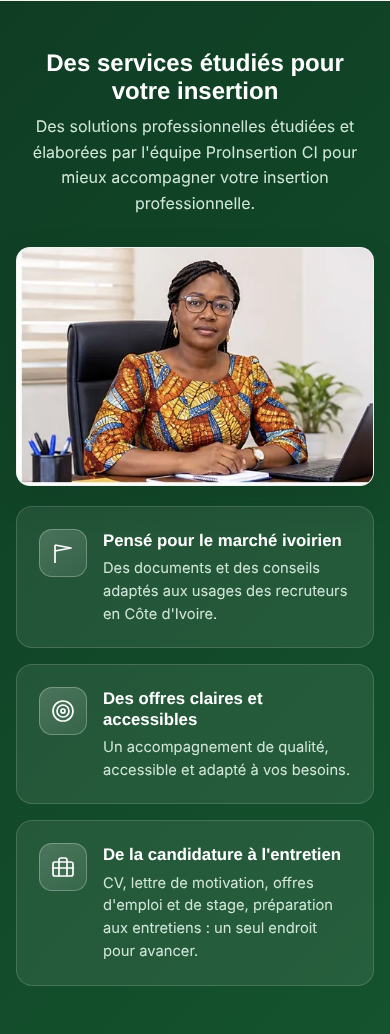 Des services étudiés pour
votre insertion
Des solutions professionnelles étudiées et
élaborées par l'équipe ProInsertion CI pour
mieux accompagner votre insertion
professionnelle.
Pensé pour le marché ivoirien
Des documents et des conseils
adaptés aux usages des recruteurs
en Côte d'Ivoire.
Des offres claires et
accessibles
Un accompagnement de qualité,
accessible et adapté à vos besoins.
De la candidature à l'entretien
CV, lettre de motivation, offres
d'emploi et de stage, préparation
aux entretiens : un seul endroit
pour avancer.